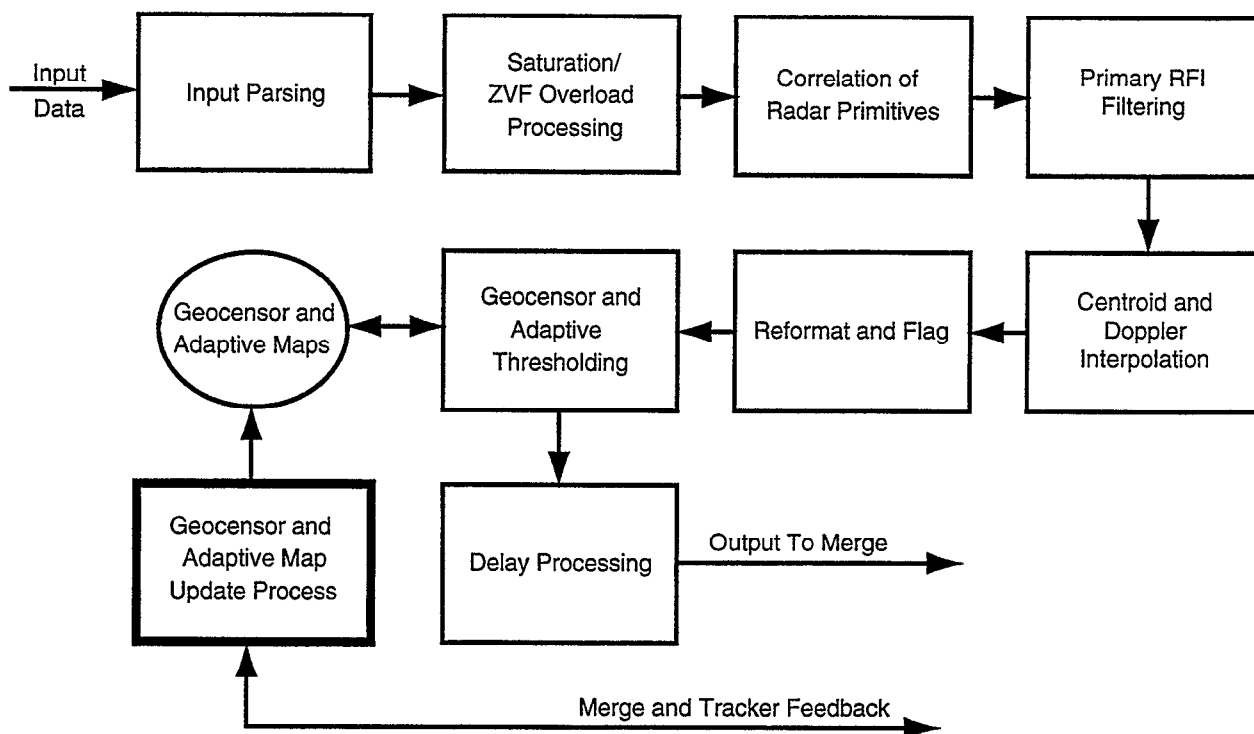 Input
Data
Input Parsing
Saturation/
ZVF Overload
Processing
Correlation of
Radar Primitives
Primary RFI
Filtering
Geocensor and
Adaptive Maps
Geocensor and
Adaptive
Thresholding
Reformat and Flag
Centroid and
Doppler
Interpolation
Geocensor and
Adaptive Map
Update Process
Delay Processing
Output To Merge
Merge and Tracker Feedback